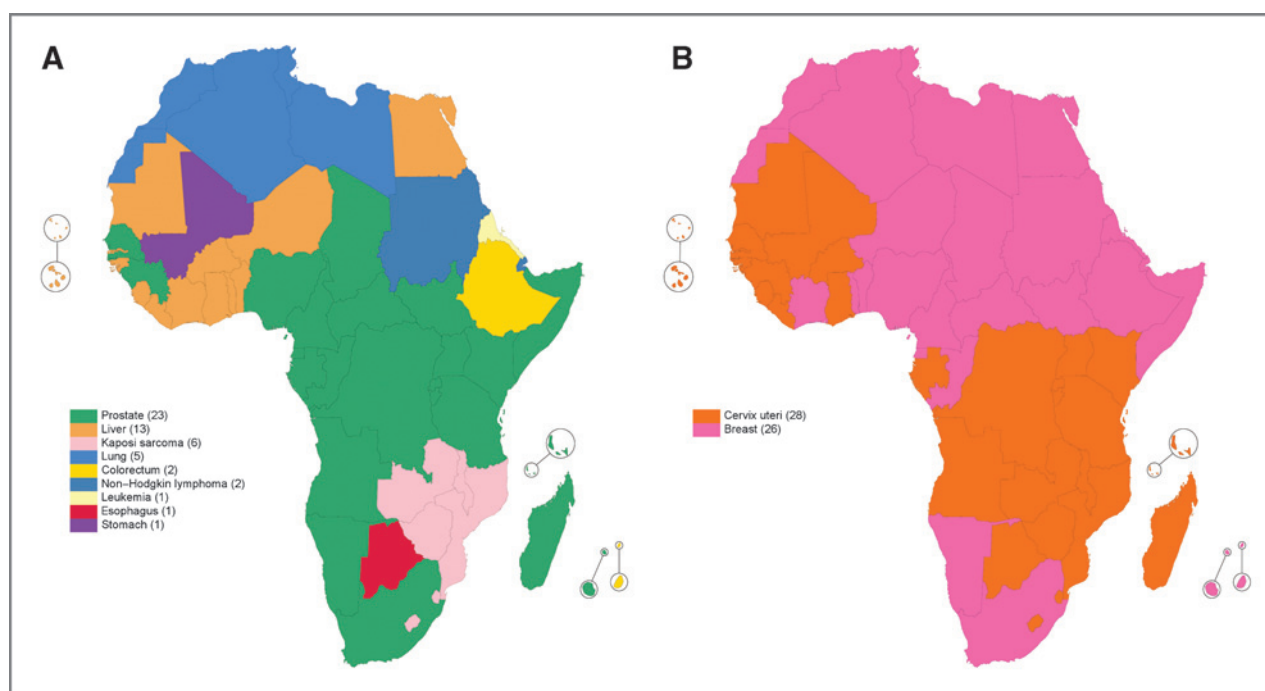 A
B
Prostate (23)
Liver (13)
Kaposi sarcoma (6)
Lung (5)
Colorectum (2)
Non–Hodgkin lymphoma (2)
Leukemia (1)
Esophagus (1)
Stomach (1)
Cervix uteri (28)
Breast (26)